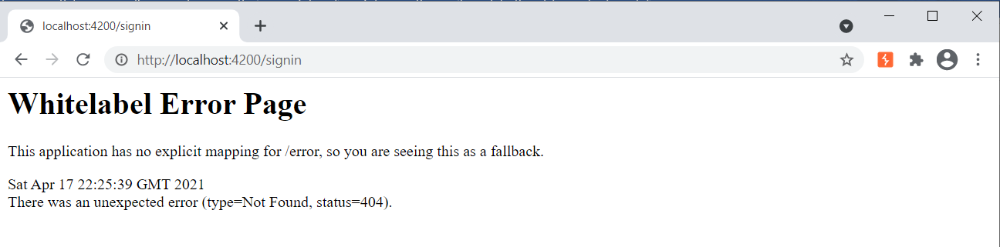 localhost:4200/signin
http://localhost:4200/signin
Whitelabel Error Page
This application has no explicit mapping for /error, so you are seeing this as a fallback.
Sat Apr 17 22:25:39 GMT 2021
There was an unexpected error (type=Not Found, status=404).